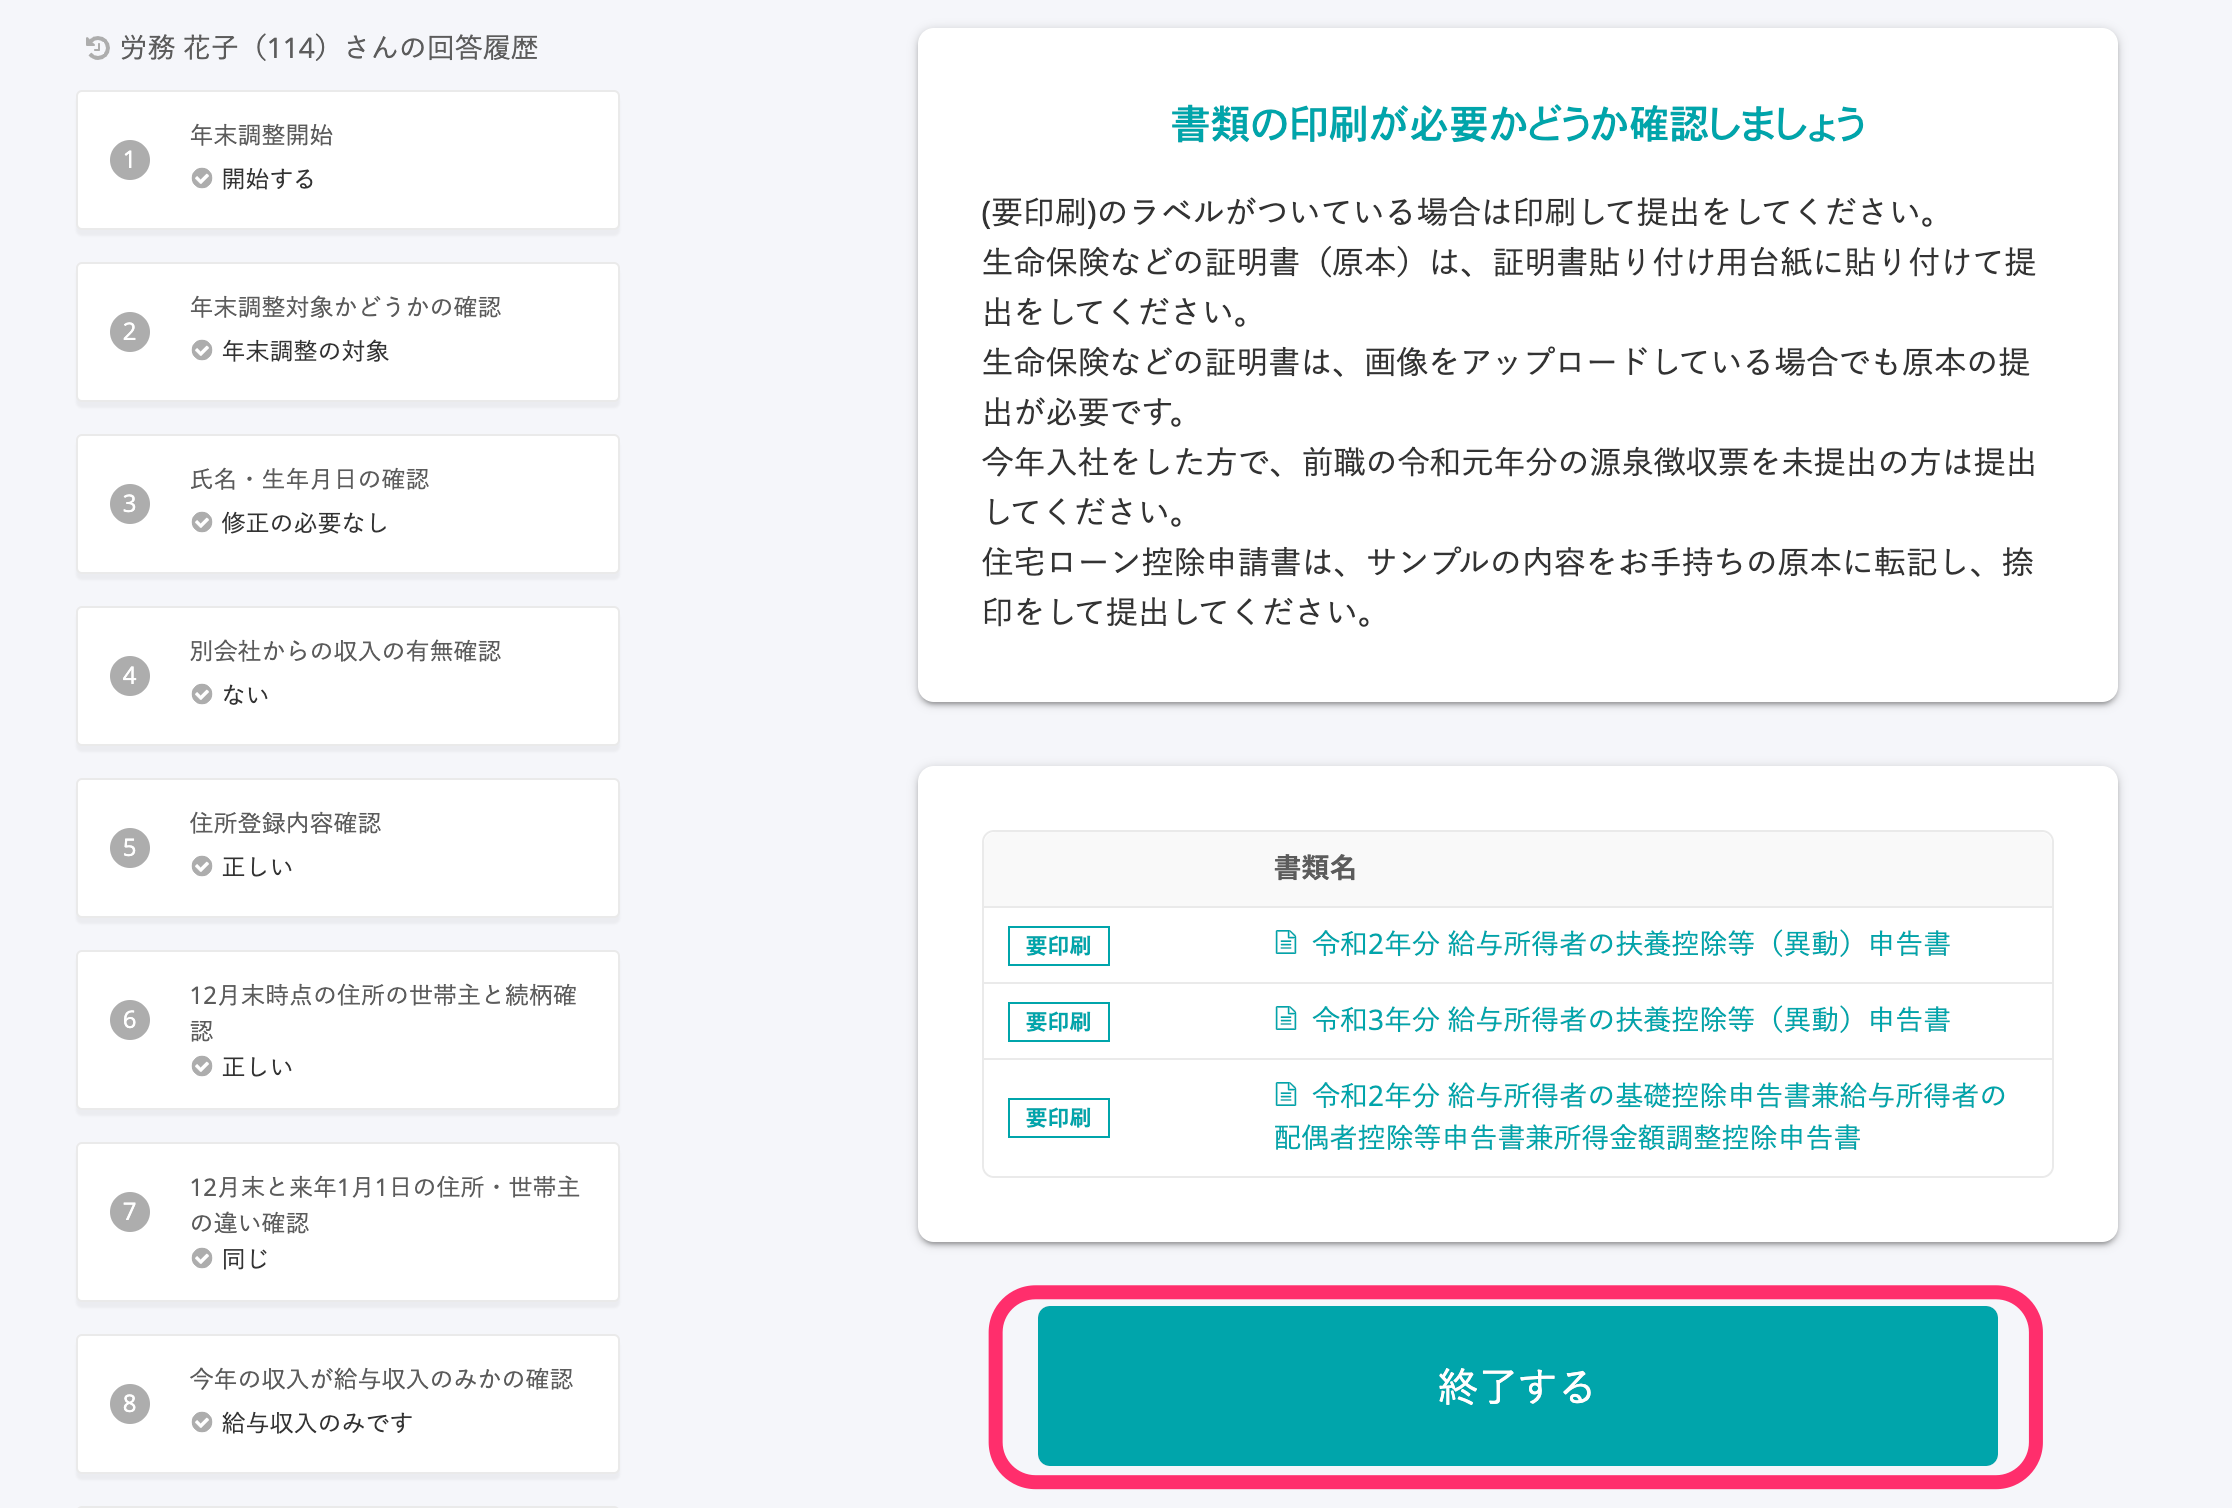 労務 花子（114）さんの回答履歴
1
年末調整開始
開始する
2
年末調整対象かどうかの確認
年末調整の対象
3
氏名・生年月日の確認
修正の必要なし
4
別会社からの収入の有無確認
ない
5
住所登録内容確認
正しい
6
12月末時点の住所の世帯主と続柄確
認
正しい
7
12月末と来年1月1日の住所・世帯主
の違い確認
同じ
8
今年の収入が給与収入のみかの確認
給与収入のみです
書類の印刷が必要かどうか確認しましょう
(要印刷)のラベルがついている場合は印刷して提出をしてください。
生命保険などの証明書（原本）は、証明書貼り付け用台紙に貼り付けて提
出をしてください。
生命保険などの証明書は、画像をアップロードしている場合でも原本の提
出が必要です。
今年入社をした方で、前職の令和元年分の源泉徴収票を未提出の方は提出
してください。
住宅ローン控除申請書は、サンプルの内容をお手持ちの原本に転記し、捺
印をして提出してください。
書類名
要印刷
令和2年分 給与所得者の扶養控除等（異動）申告書
要印刷
令和3年分 給与所得者の扶養控除等（異動）申告書
要印刷
令和2年分 給与所得者の基礎控除申告書兼給与所得者の
配偶者控除等申告書兼所得金額調整控除申告書
終了する